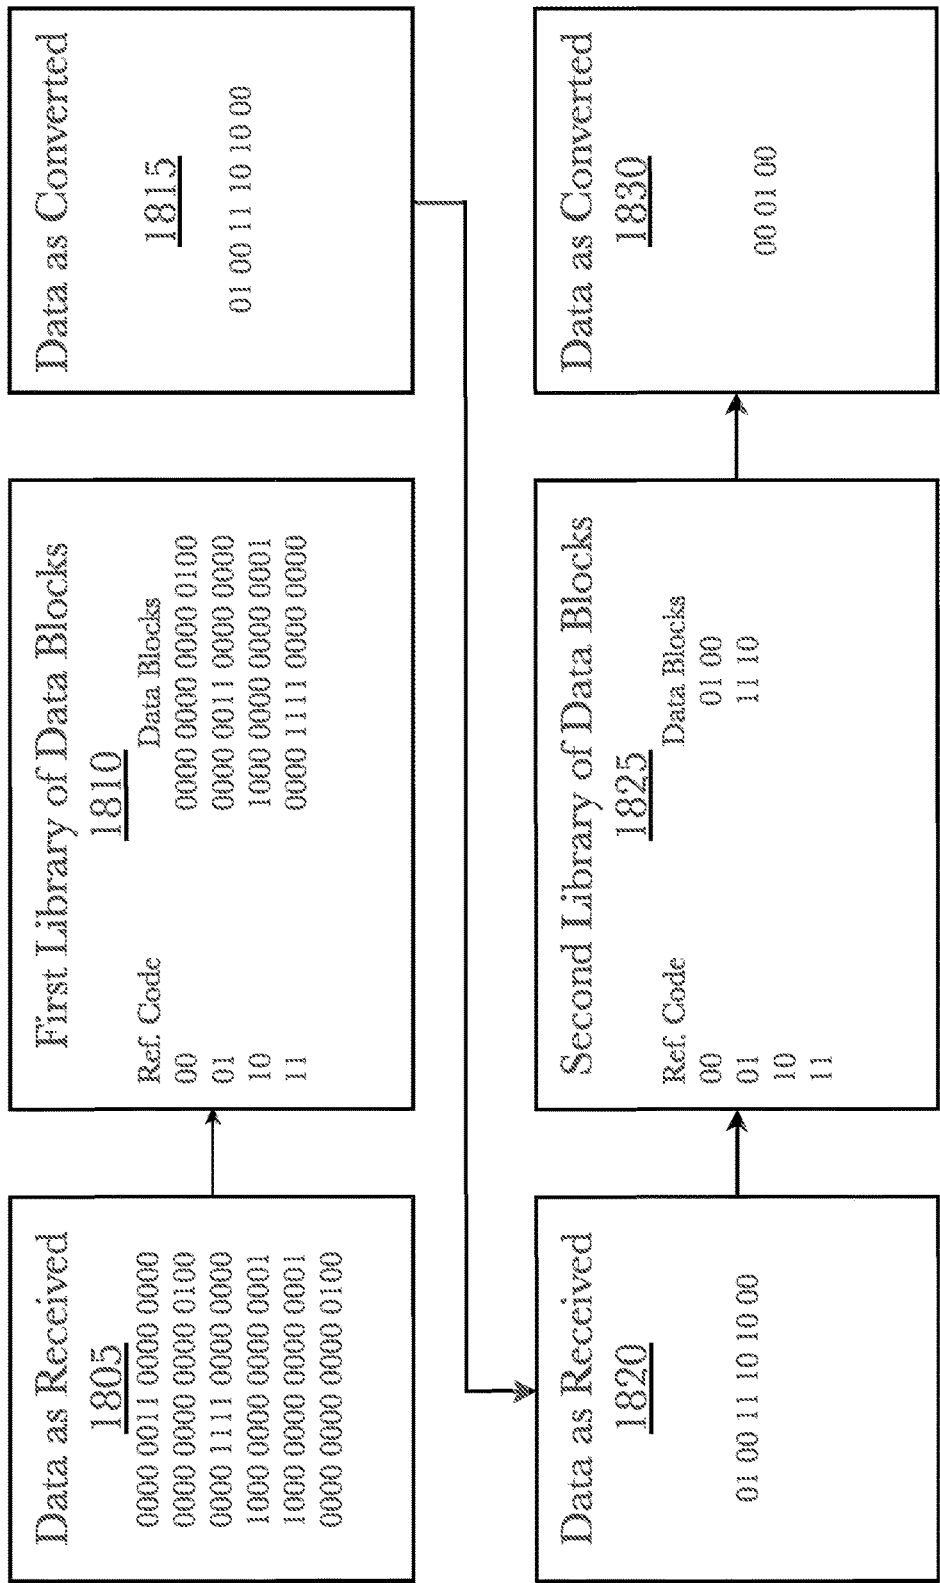 Data as Received
1805
0000 0011 0000 0000
0000 0000 0000 0100
0000 1111 0000 0000
1000 0000 0000 0001
1000 0000 0000 0001
0000 0000 0000 0100
First Library of Data Blocks
1810
Ref. Code Data Blocks
00 0000 0000 0000 0100
01 0000 0011 0000 0000
10 1000 0000 0000 0001
11 0000 1111 0000 0000
Data as Converted
1815
01 00 11 10 10 00
Data as Received
1820
01 00 11 10 10 00
Second Library of Data Blocks
1825
Ref. Code Data Blocks
00 01 00
01 11 10
10
11
Data as Converted
1830
00 01 00